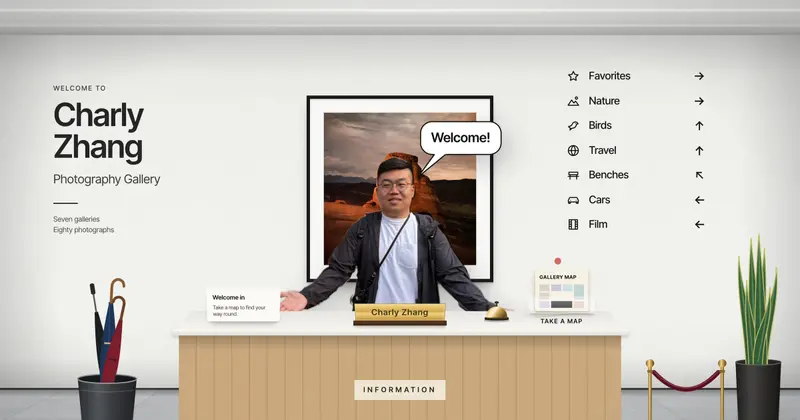 WELCOME TO
Charly
Zhang
Photography Gallery
Seven galleries
Eighty photographs
Welcome!
Favorites
Nature
Birds
Travel
Benches
Cars
Film
Welcome in
Take a map to find your
way round.
Charly Zhang
GALLERY MAP
TAKE A MAP
INFORMATION